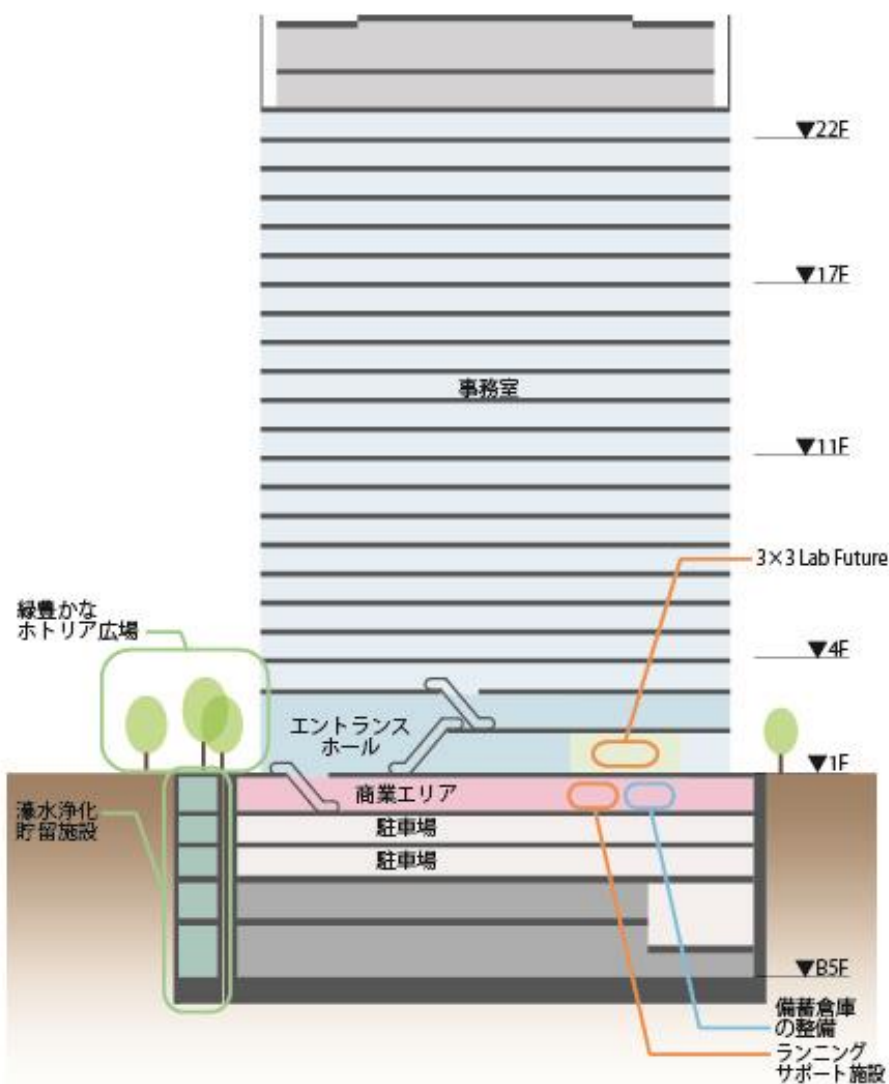 ▼22F
▼17F
事務室
▼11F
3×3 Lab Future
緑豊かな
ホトリア広場
▼4F
エントランス
ホール
▼1F
商業エリア
濠水浄化
貯留施設
駐車場
駐車場
▼B5F
備蓄倉庫
の整備
ランニング
サポート施設